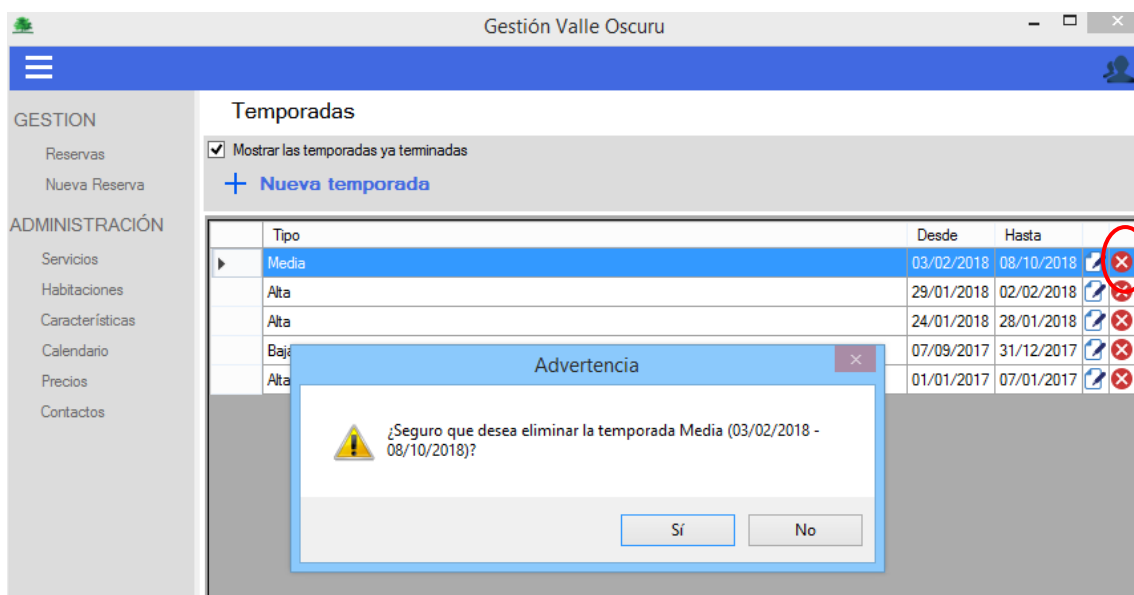 Gestión Valle Oscuru
GESTION
Reservas
Nueva Reserva
ADMINISTRACIÓN
Servicios
Habitaciones
Características
Calendario
Precios
Contactos
Temporadas
Mostrar las temporadas ya terminadas
+ Nueva temporada
Tipo Desde Hasta
Media 03/02/2018 08/10/2018
Alta 29/01/2018 02/02/2018
Alta 24/01/2018 28/01/2018
Baja 07/09/2017 31/12/2017
Alta 01/01/2017 07/01/2017
Advertencia
¿Seguro que desea eliminar la temporada Media (03/02/2018 -
08/10/2018)?
Sí No